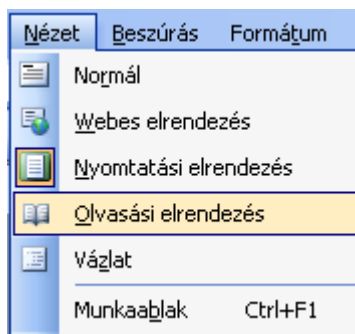 Nézet Beszúrás Formátum
Normál
Webes elrendezés
Nyomtatási elrendezés
Olvasási elrendezés
Vázlat
Munkaablak Ctrl+F1